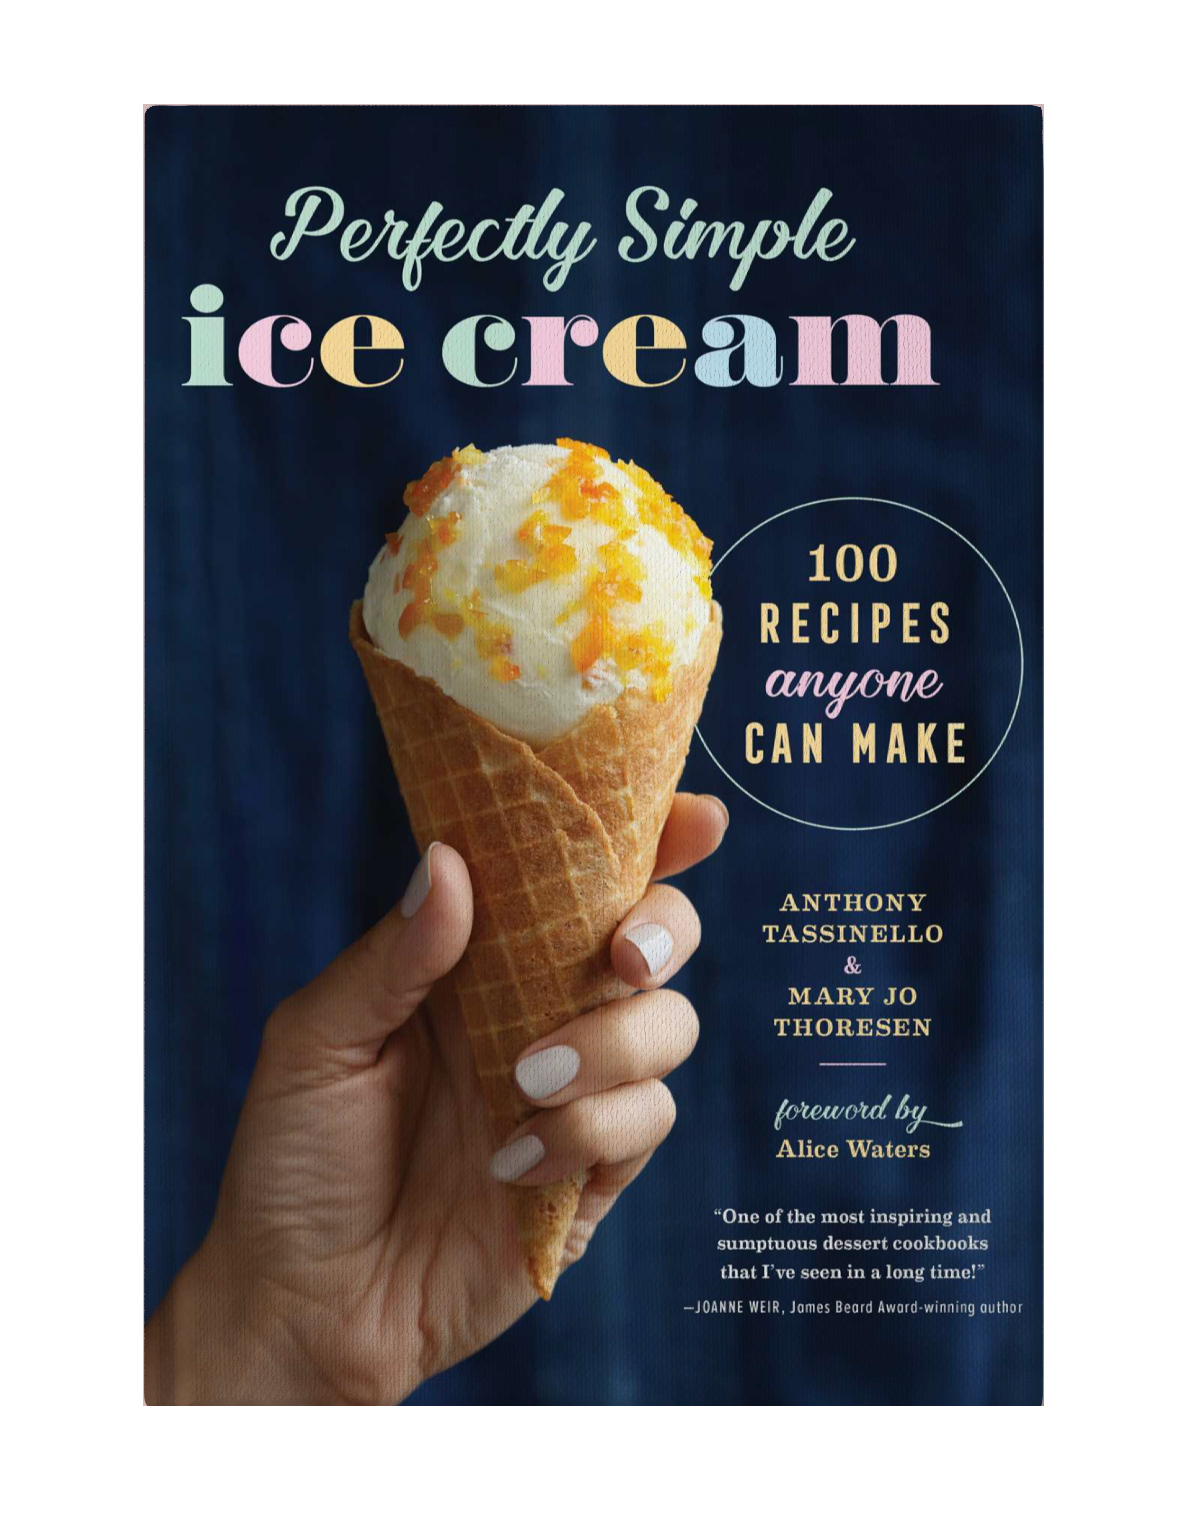 Perfectly Simple
ice cream
100
RECIPES
anyone
CAN MAKE
ANTHONY
TASSINELLO
&
MARY JO
THORESEN
foreword by
Alice Waters
“One of the most inspiring and
sumptuous dessert cookbooks
that I’ve seen in a long time!”
—JOANNE WEIR, James Beard Award-winning author